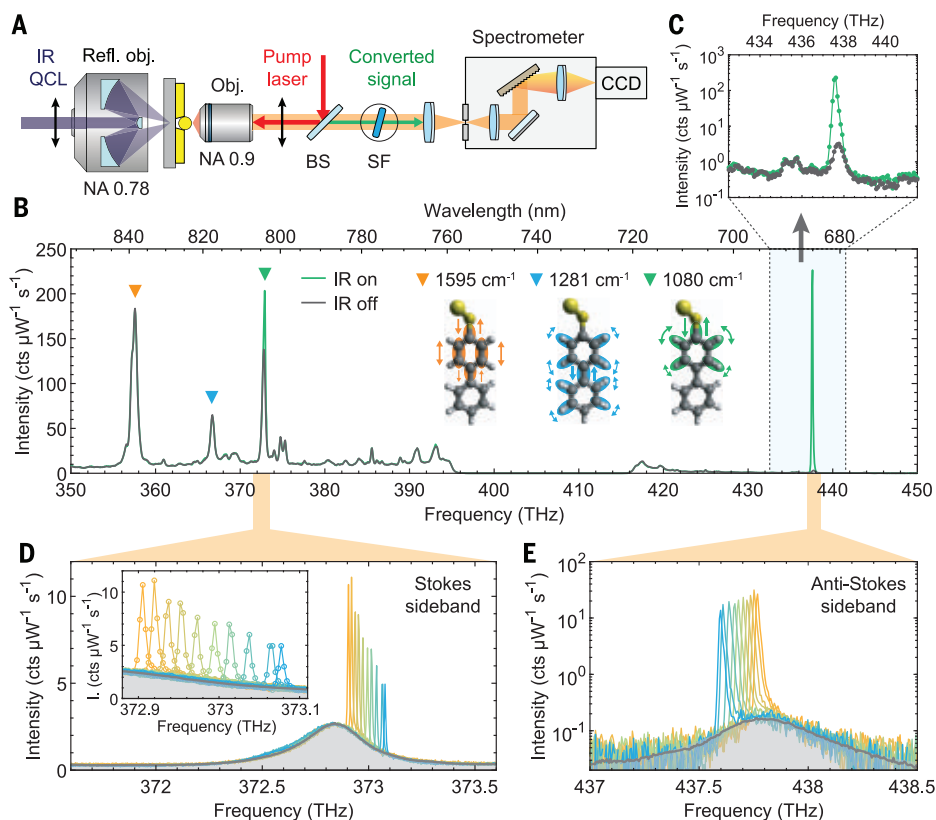 A
IR
QCL
Refl. obj.
NA 0.78
Obj.
NA 0.9
Pump
laser
BS
Converted
signal
SF
Spectrometer
CCD
C
Frequency (THz)
434 436 438 440
Intensity (cts μW⁻¹ s⁻¹)
10³
10²
10¹
10⁰
10⁻¹
B
Wavelength (nm)
840 820 800 780 760 740 720 700 680
Intensity (cts μW⁻¹ s⁻¹)
250
200
150
100
50
0
IR on
IR off
1595 cm⁻¹ 1281 cm⁻¹ 1080 cm⁻¹
350 360 370 380 390 400 410 420 430 440 450
Frequency (THz)
D
Stokes
sideband
Intensity (cts μW⁻¹ s⁻¹)
10
5
0
I. (cts μW⁻¹ s⁻¹)
10
5
0
372.9 373 373.1
Frequency (THz)
372 372.5 373 373.5
Frequency (THz)
E
Anti-Stokes
sideband
Intensity (cts μW⁻¹ s⁻¹)
10²
10¹
10⁰
10⁻¹
437 437.5 438 438.5
Frequency (THz)